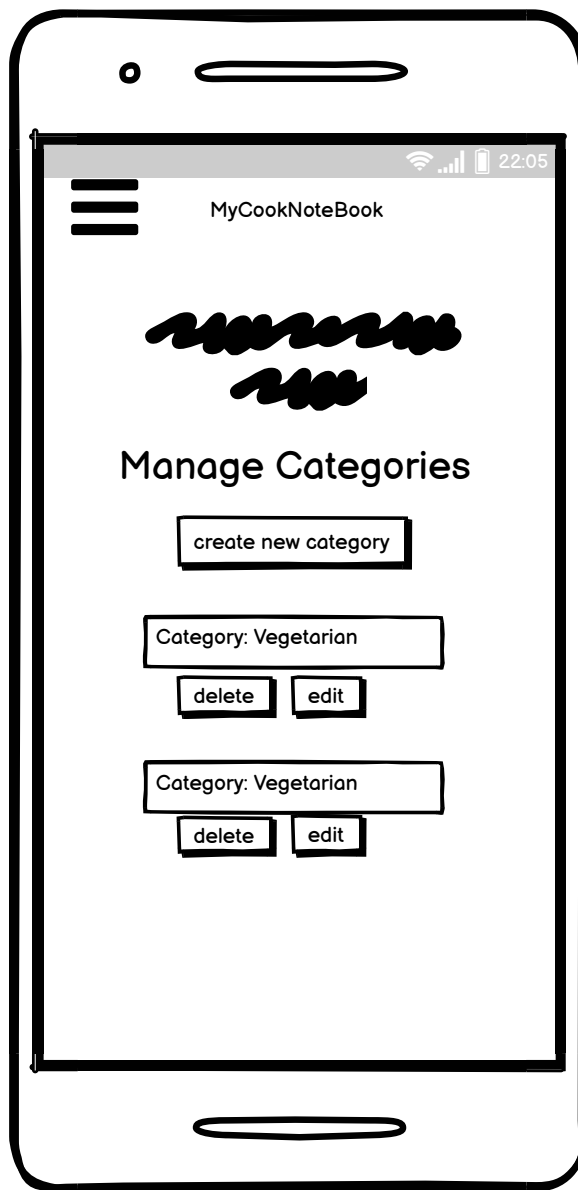 22:05
MyCookNoteBook
Manage Categories
create new category
Category: Vegetarian
delete edit
Category: Vegetarian
delete edit